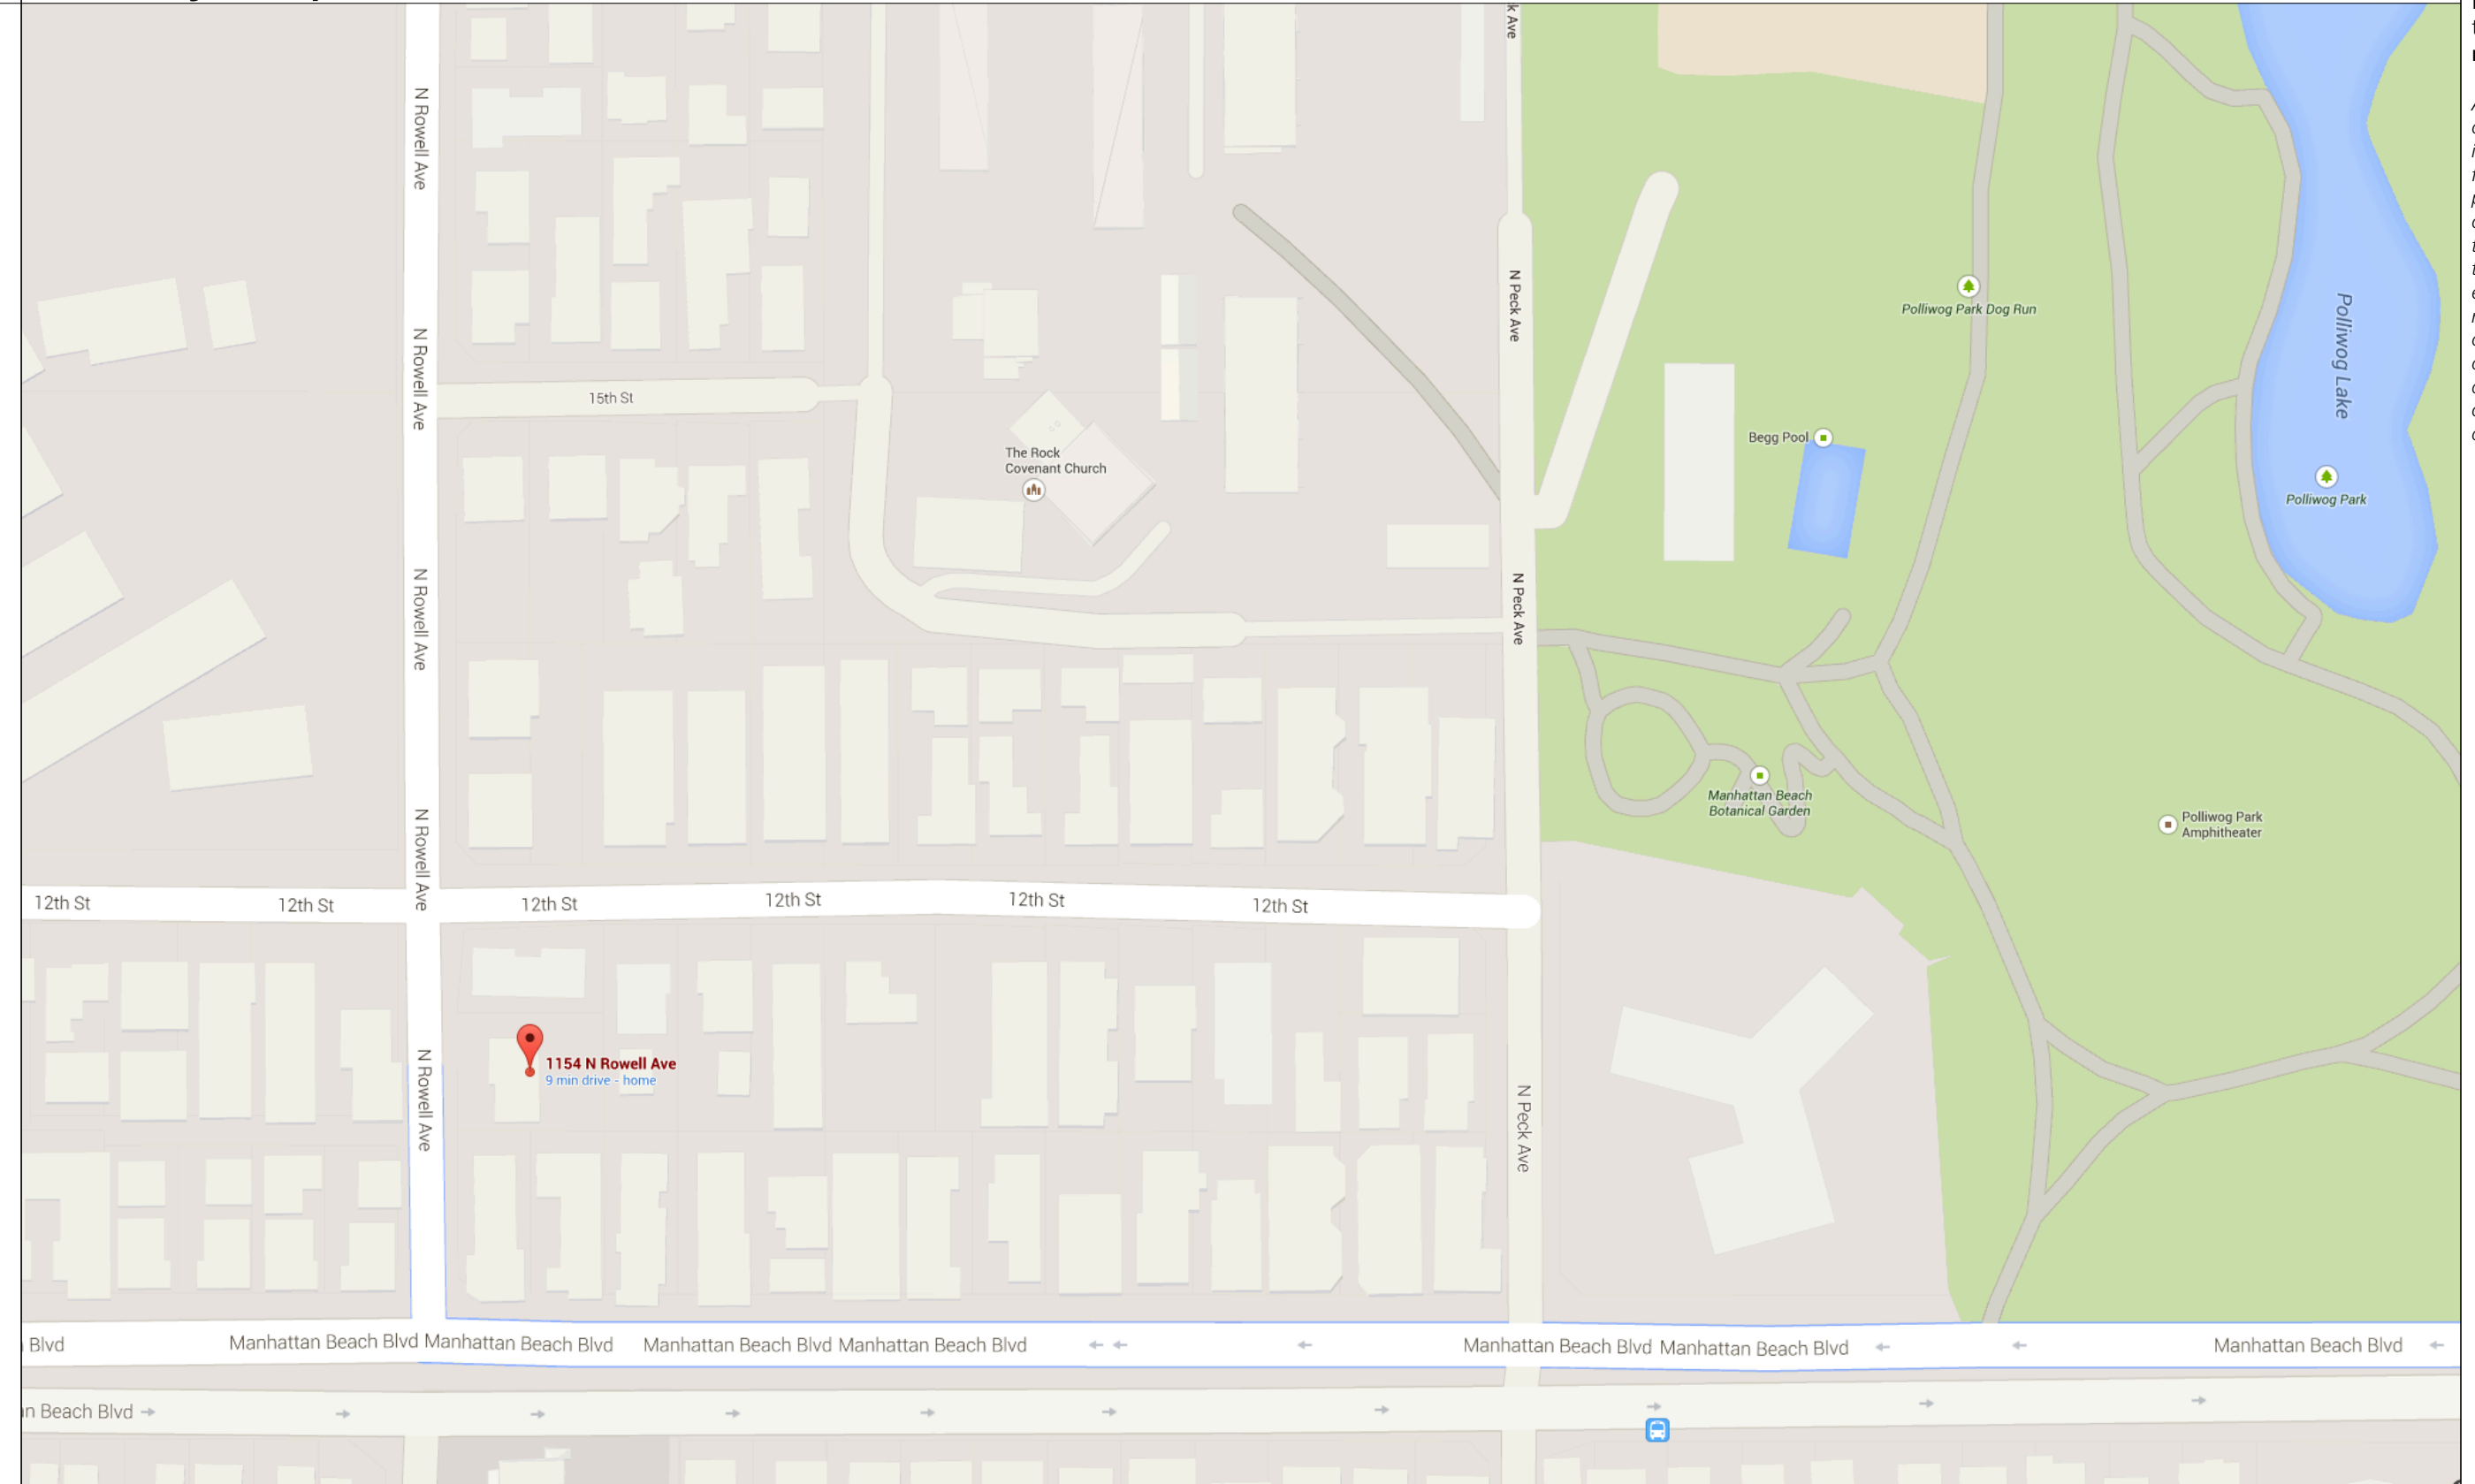 k Ave
N Rowell Ave
N Peck Ave
Polliwog Park Dog Run
Polliwog Lake
N Rowell Ave
15th St
Begg Pool
The Rock
Covenant Church
Polliwog Park
N Rowell Ave
N Peck Ave
Manhattan Beach
Botanical Garden
Polliwog Park
Amphitheater
N Rowell Ave
12th St
12th St
12th St
12th St
12th St
12th St
1154 N Rowell Ave
9 min drive - home
N Rowell Ave
N Peck Ave
Blvd
Manhattan Beach Blvd
Manhattan Beach Blvd
Manhattan Beach Blvd
Manhattan Beach Blvd
Manhattan Beach Blvd
Manhattan Beach Blvd
Manhattan Beach Blvd
n Beach Blvd